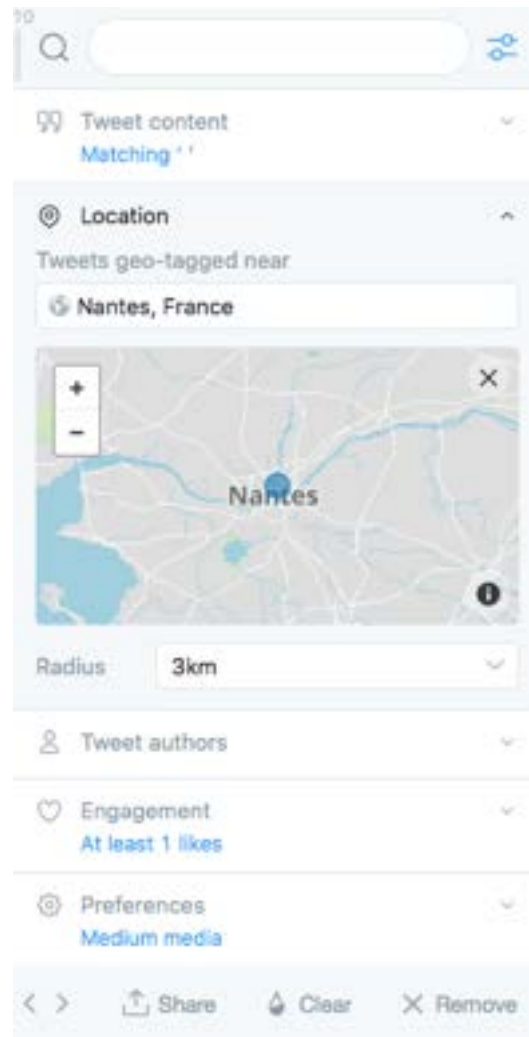 10
Tweet content
Matching ' '
Location
Tweets geo-tagged near
Nantes, France
+
−
Nantes
Radius
3km
Tweet authors
Engagement
At least 1 likes
Preferences
Medium media
Share
Clear
Remove